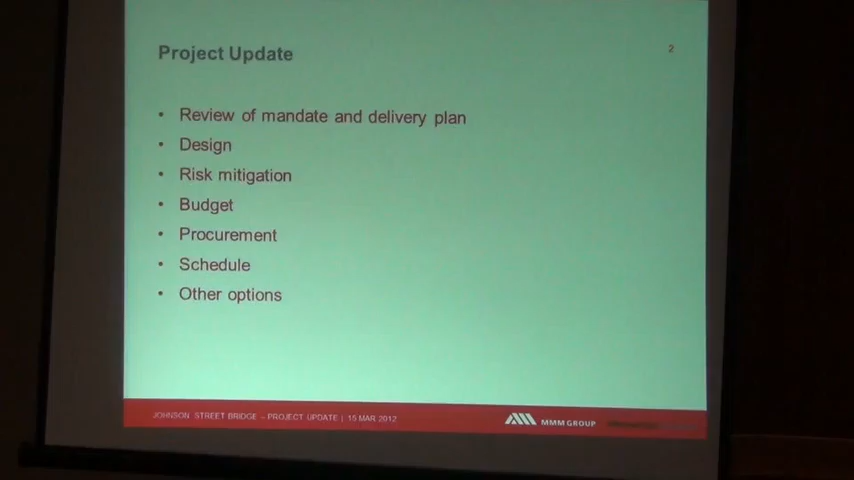 Project Update
2
• Review of mandate and delivery plan
• Design
• Risk mitigation
• Budget
• Procurement
• Schedule
• Other options
JOHNSON STREET BRIDGE – PROJECT UPDATE | 15 MAR 2012
MMM GROUP